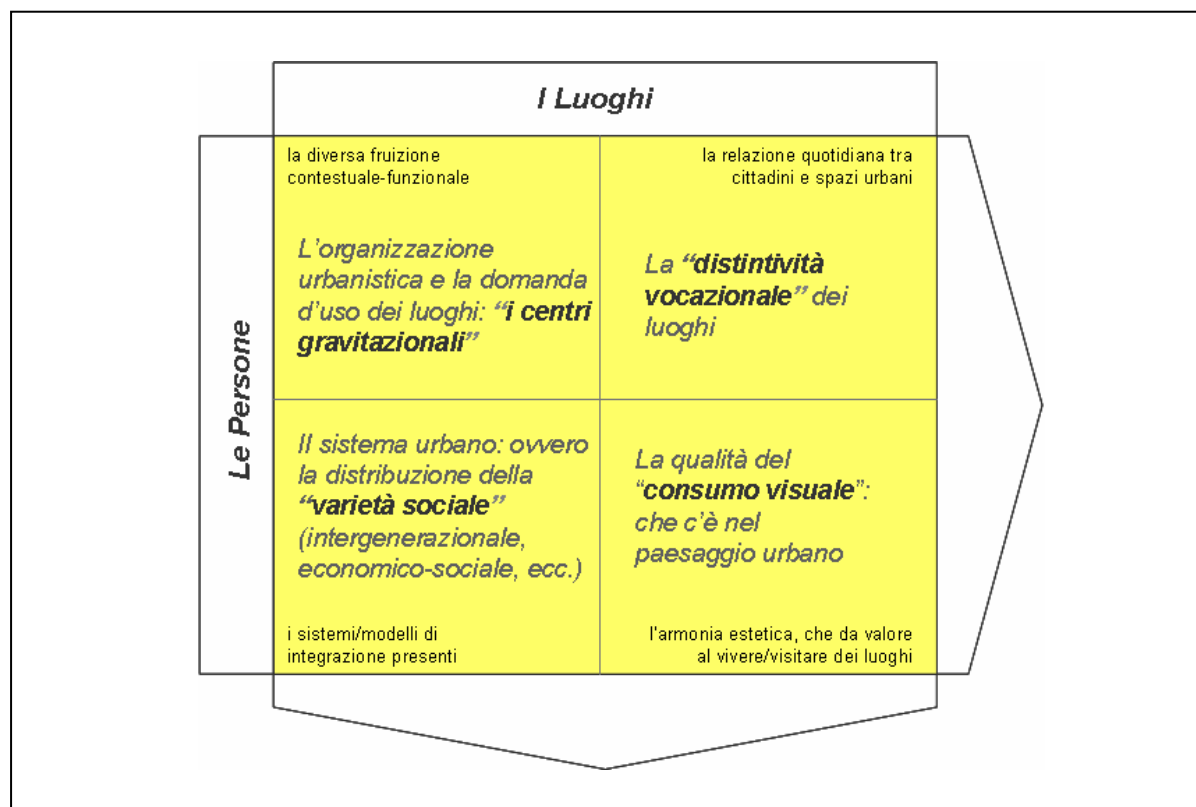 I Luoghi
Le Persone
la diversa fruizione
contestuale-funzionale
L’organizzazione
urbanistica e la domanda
d’uso dei luoghi: “i centri
gravitazionali”
la relazione quotidiana tra
cittadini e spazi urbani
La “distintività
vocazionale” dei
luoghi
Il sistema urbano: ovvero
la distribuzione della
“varietà sociale”
(intergenerazionale,
economico-sociale, ecc.)
i sistemi/modelli di
integrazione presenti
La qualità del
“consumo visuale”:
che c’è nel
paesaggio urbano
l'armonia estetica, che da valore
al vivere/visitare dei luoghi